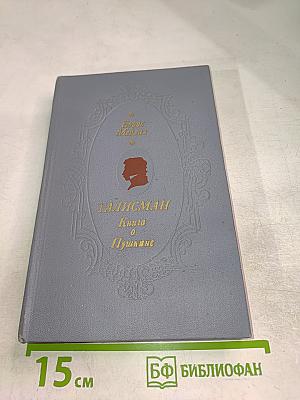 Борис
Мейлах
ТАЛИСМАН
Книга
о
Пушкине
15 см
БФ БИБЛИОФАН